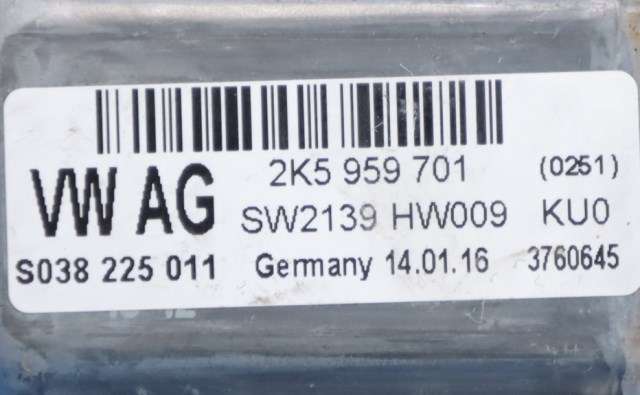 VW AG 2K5 959 701 (0251)
SW2139 HW009 KU0
S038 225 011 Germany 14.01.16 3760645